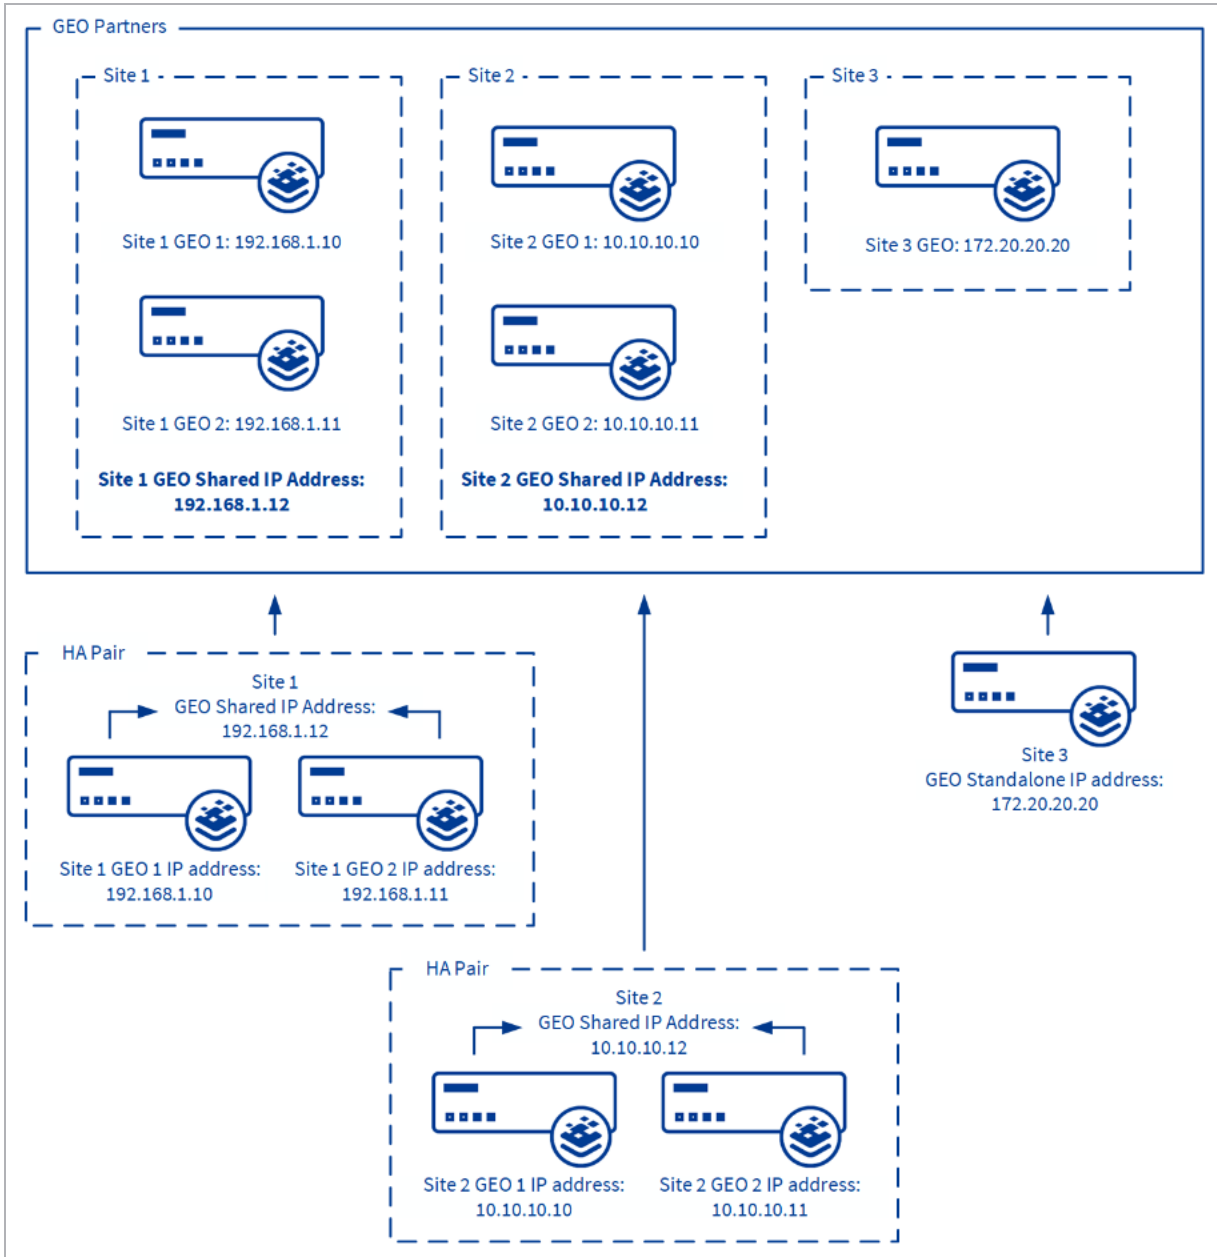 GEO Partners
Site 1
Site 1 GEO 1: 192.168.1.10
Site 1 GEO 2: 192.168.1.11
Site 1 GEO Shared IP Address:
192.168.1.12
Site 2
Site 2 GEO 1: 10.10.10.10
Site 2 GEO 2: 10.10.10.11
Site 2 GEO Shared IP Address:
10.10.10.12
Site 3
Site 3 GEO: 172.20.20.20
HA Pair
Site 1
GEO Shared IP Address:
192.168.1.12
Site 1 GEO 1 IP address:
192.168.1.10
Site 1 GEO 2 IP address:
192.168.1.11
Site 3
GEO Standalone IP address:
172.20.20.20
HA Pair
Site 2
GEO Shared IP Address:
10.10.10.12
Site 2 GEO 1 IP address:
10.10.10.10
Site 2 GEO 2 IP address:
10.10.10.11